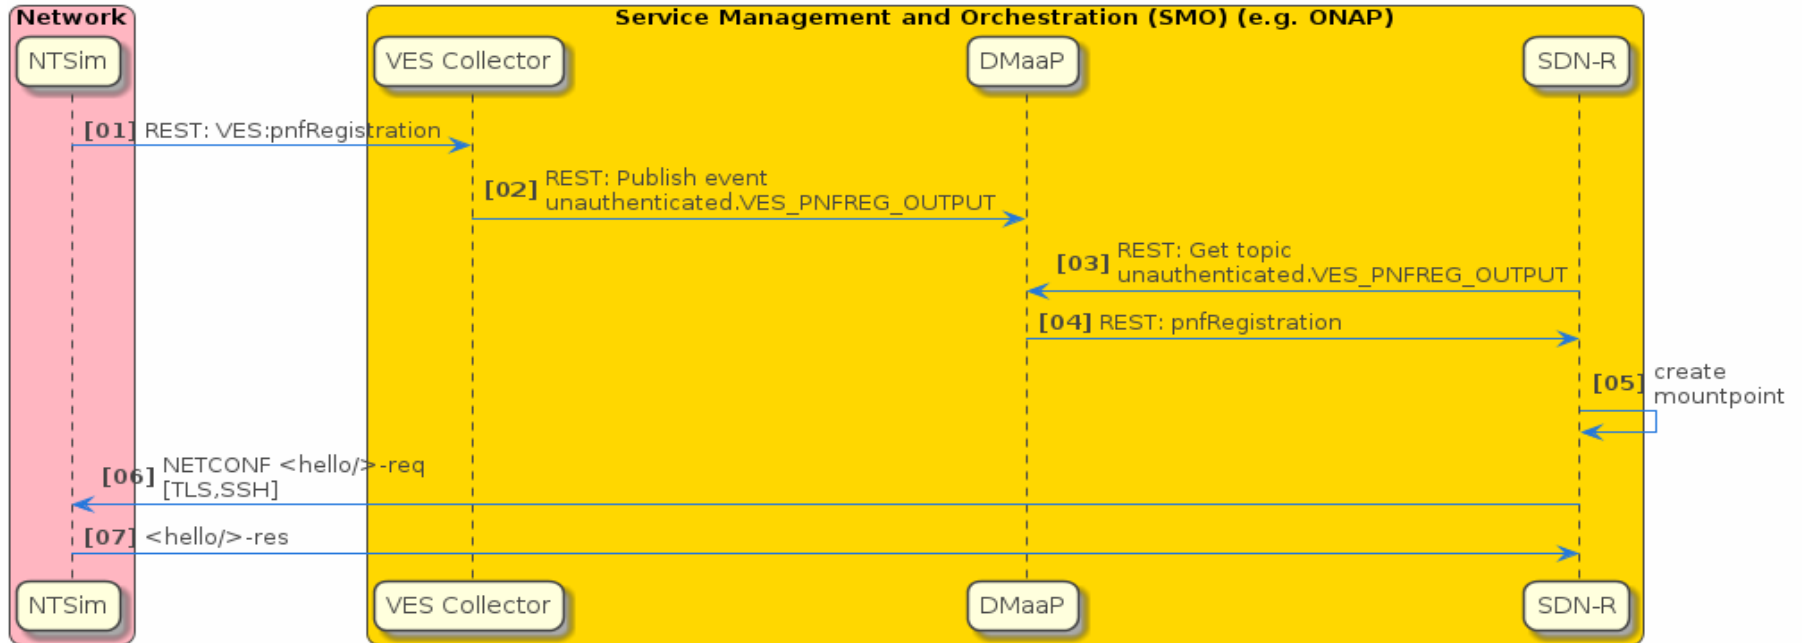 Network
Service Management and Orchestration (SMO) (e.g. ONAP)
NTSim
VES Collector
DMaaP
SDN-R
[01] REST: VES:pnfRegistration
[02] REST: Publish event
unauthenticated.VES_PNFREG_OUTPUT
[03] REST: Get topic
unauthenticated.VES_PNFREG_OUTPUT
[04] REST: pnfRegistration
[05] create
mountpoint
[06] NETCONF <hello/>-req
[TLS,SSH]
[07] <hello/>-res
NTSim
VES Collector
DMaaP
SDN-R